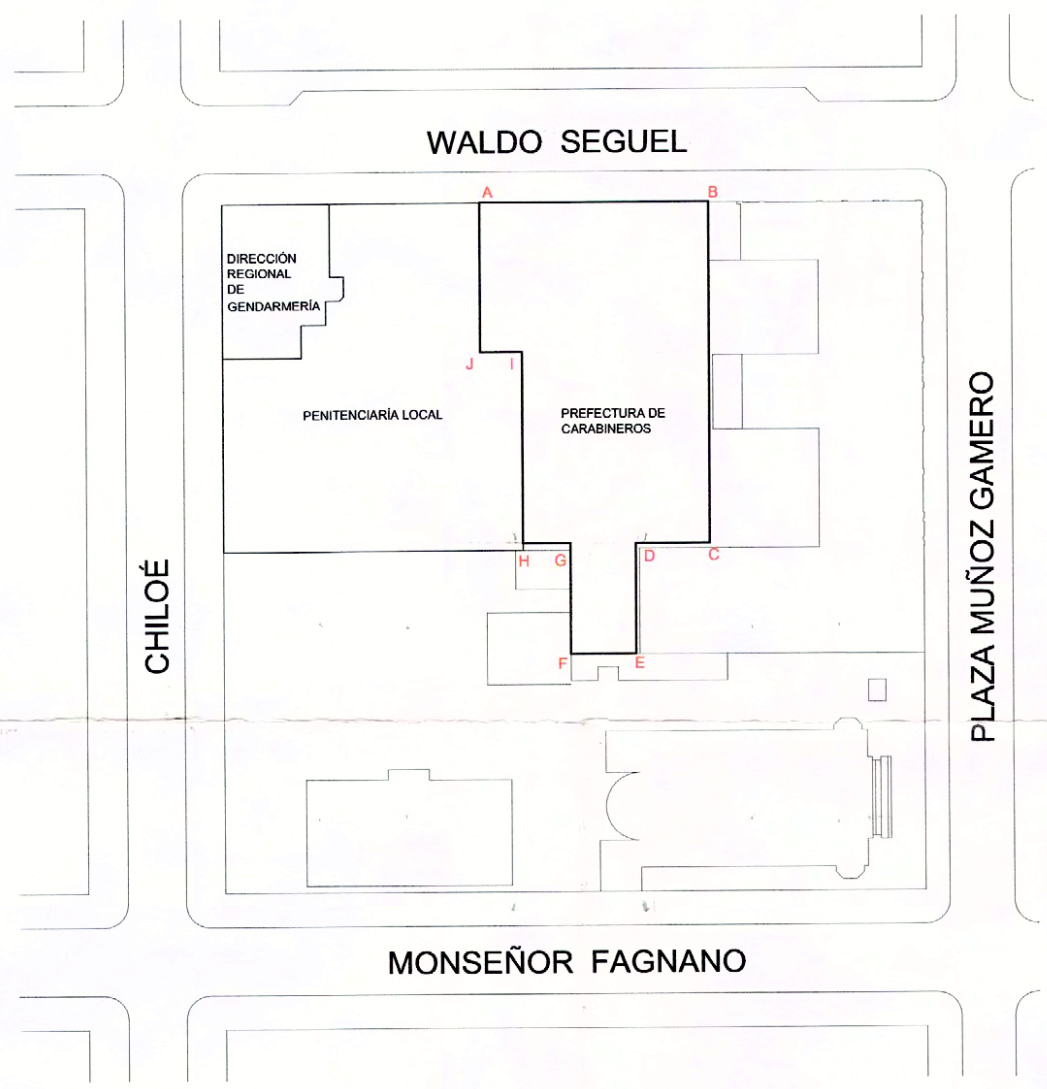 WALDO SEGUEL
A
B
DIRECCIÓN
REGIONAL
DE
GENDARMERÍA
J
I
PENITENCIARÍA LOCAL
PREFECTURA DE
CARABINEROS
H
G
D
C
F
E
CHILOÉ
PLAZA MUÑOZ GAMERO
MONSEÑOR FAGNANO